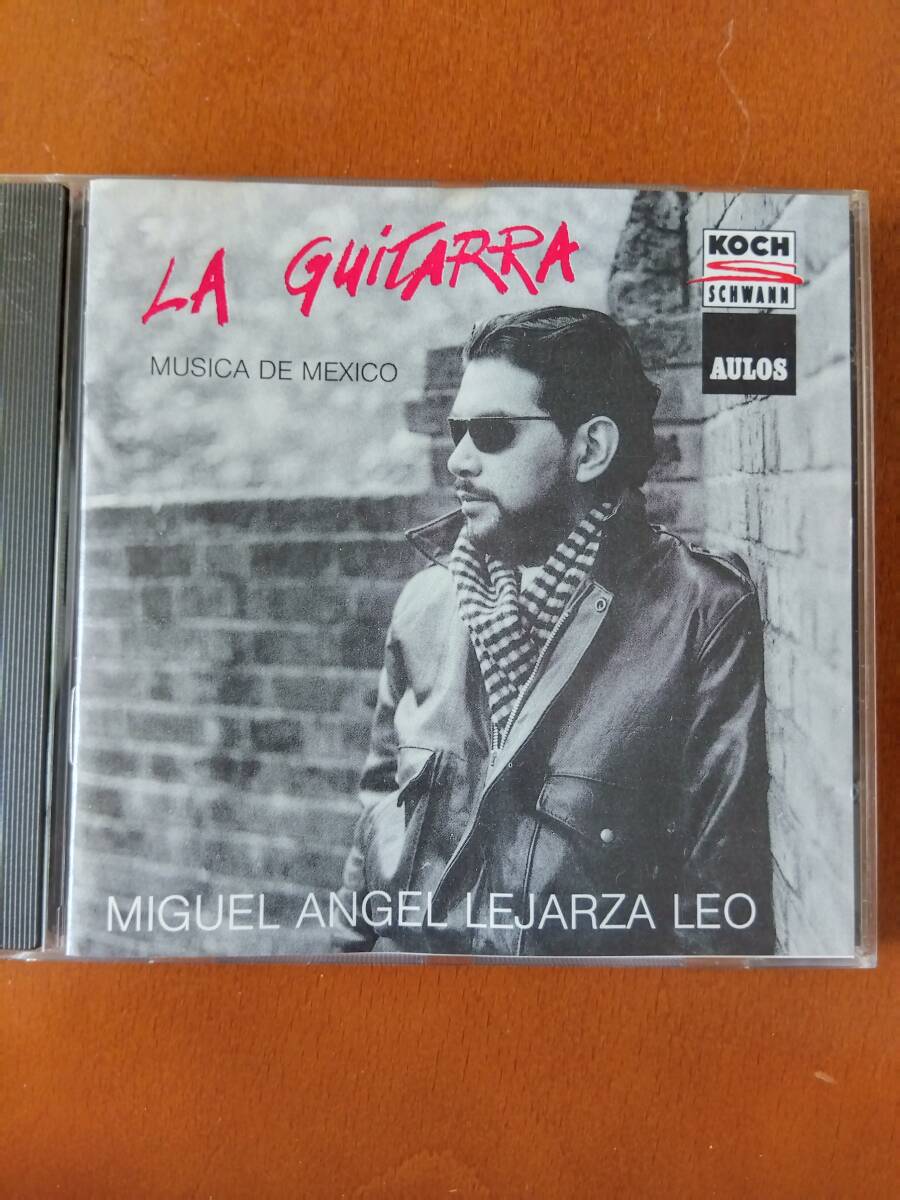 LA GUITARRA
MUSICA DE MEXICO
KOCH
SCHWANN
AULOS
MIGUEL ANGEL LEJARZA LEO